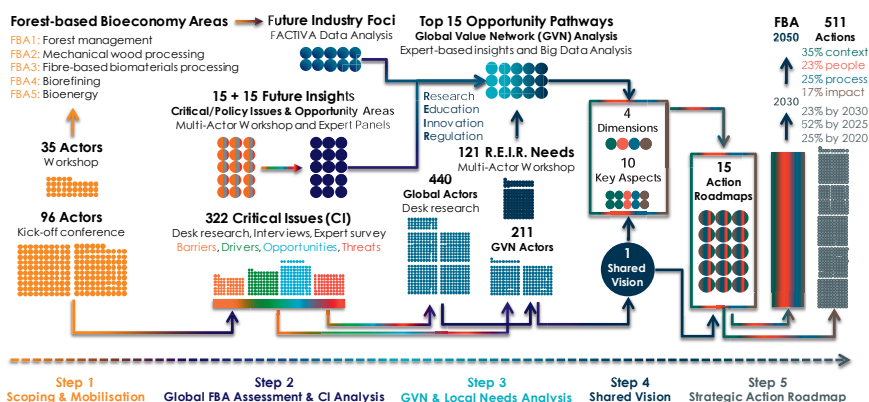 Forest-based Bioeconomy Areas
FBA1: Forest management
FBA2: Mechanical wood processing
FBA3: Fibre-based biomaterials processing
FBA4: Biorefining
FBA5: Bioenergy
35 Actors
Workshop
96 Actors
Kick-off conference
Future Industry Foci
FACTIVA Data Analysis
15 + 15 Future Insights
Critical/Policy Issues & Opportunity Areas
Multi-Actor Workshop and Expert Panels
322 Critical Issues (CI)
Desk research, Interviews, Expert survey
Barriers, Drivers, Opportunities, Threats
Top 15 Opportunity Pathways
Global Value Network (GVN) Analysis
Expert-based insights and Big Data Analysis
Research
Education
Innovation
Regulation
121 R.E.I.R. Needs
Multi-Actor Workshop
440
Global Actors
Desk research
211
GVN Actors
4
Dimensions
10
Key Aspects
1
Shared
Vision
15
Action
Roadmaps
FBA
2050
2030
511
Actions
35% context
23% people
25% process
17% impact
23% by 2030
52% by 2025
25% by 2020
Step 1
Scoping & Mobilisation
Step 2
Global FBA Assessment & CI Analysis
Step 3
GVN & Local Needs Analysis
Step 4
Shared Vision
Step 5
Strategic Action Roadmap